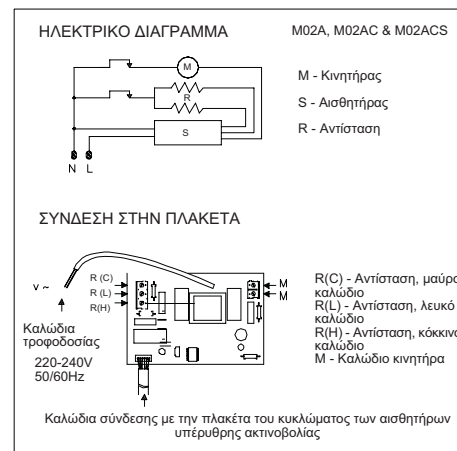 ΗΛΕΚΤΡΙΚΟ ΔΙΑΓΡΑΜΜΑ
M02A, M02AC & M02ACS
M - Κινητήρας
S - Αισθητήρας
R - Αντίσταση
M
R
S
N L
ΣΥΝΔΕΣΗ ΣΤΗΝ ΠΛΑΚΕΤΑ
R (C)
R (L)
R(H)
M
M
V ~
Καλώδια
τροφοδοσίας
220-240V
50/60Hz
R(C) - Αντίσταση, μαύρο
καλώδιο
R(L) - Αντίσταση, λευκό
καλώδιο
R(H) - Αντίσταση, κόκκινο
καλώδιο
M - Καλώδιο κινητήρα
Καλώδια σύνδεσης με την πλακέτα του κυκλώματος των αισθητήρων
υπέρυθρης ακτινοβολίας